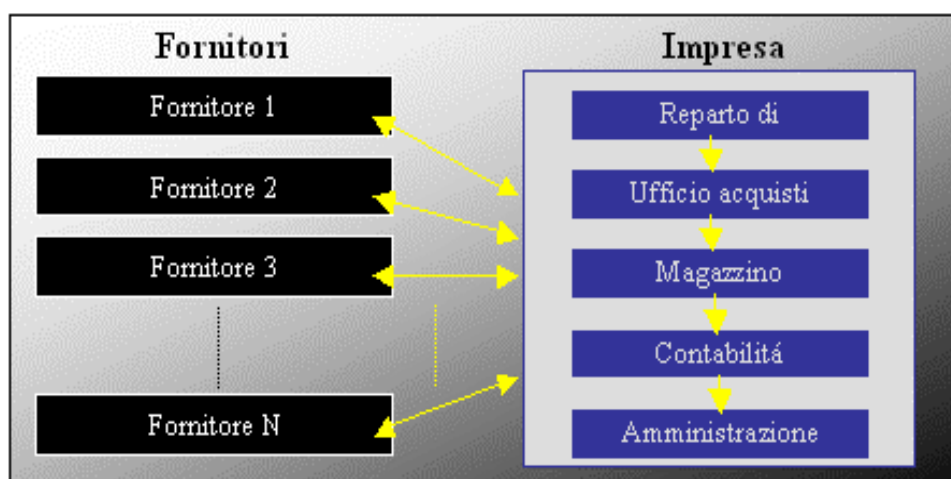 Fornitori
Fornitore 1
Fornitore 2
Fornitore 3
Fornitore N
Impresa
Reparto di
Ufficio acquisti
Magazzino
Contabilitá
Amministrazione